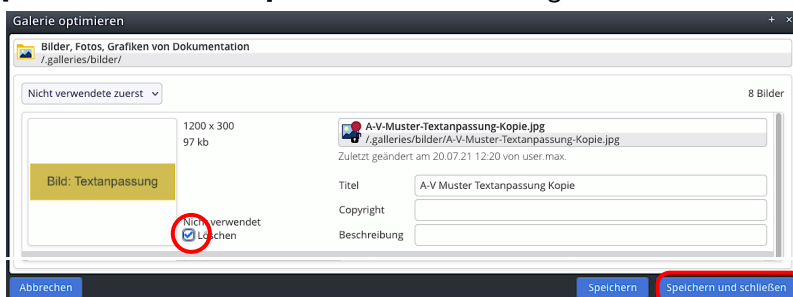 Galerie optimieren
Bilder, Fotos, Grafiken von Dokumentation
/.galleries/bilder/
Nicht verwendete zuerst
8 Bilder
1200 x 300
97 kb
Bild: Textanpassung
Nicht verwendet
Löschen
A-V-Muster-Textanpassung-Kopie.jpg
/.galleries/bilder/A-V-Muster-Textanpassung-Kopie.jpg
Zuletzt geändert am 20.07.21 12:20 von user.max.
Titel A-V Muster Textanpassung Kopie
Copyright
Beschreibung
Abbrechen
Speichern
Speichern und schließen